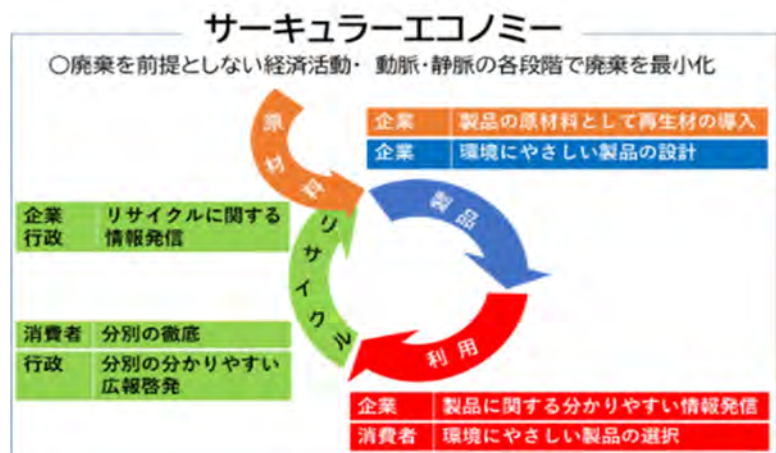 サーキュラーエコノミー
○廃棄を前提としない経済活動・ 動脈・静脈の各段階で廃棄を最小化
原材料
企業 製品の原材料として再生材の導入
企業 環境にやさしい製品の設計
製品
企業 リサイクルに関する
行政 情報発信
リサイクル
消費者 分別の徹底
行政 分別の分かりやすい
広報啓発
利用
企業 製品に関する分かりやすい情報発信
消費者 環境にやさしい製品の選択